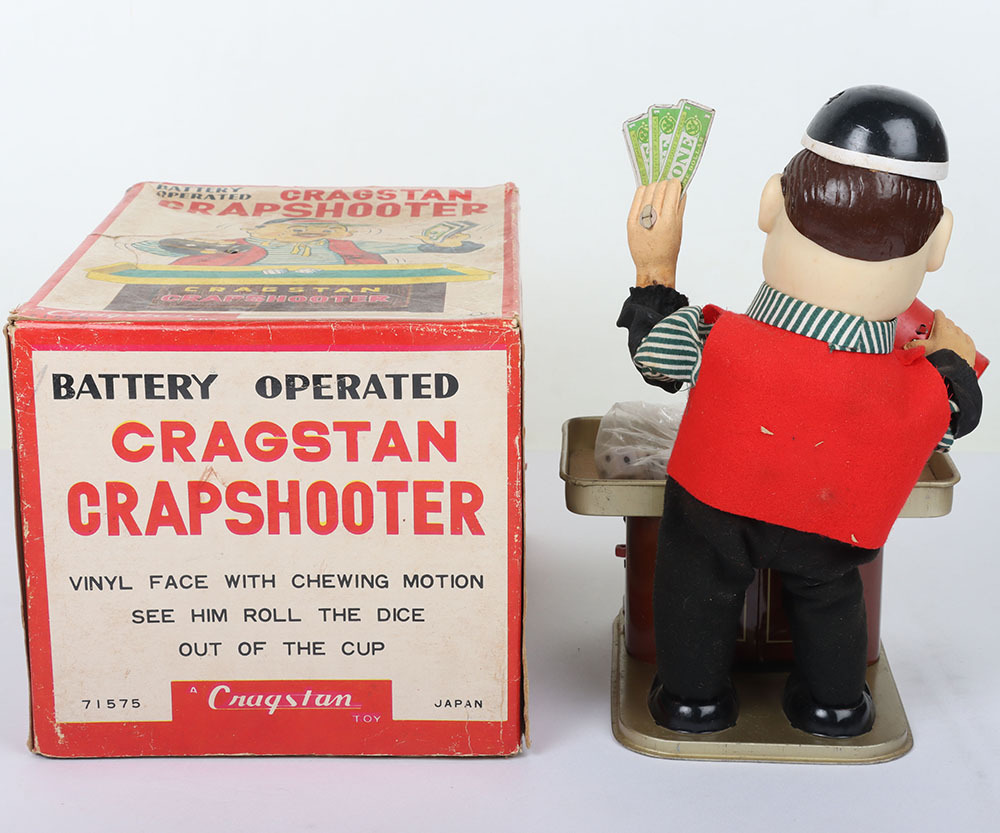 BATTERY OPERATED CRAGSTAN
CRAPSHOOTER
CRAGSTAN
CRAPSHOOTER
BATTERY OPERATED
CRAGSTAN
CRAPSHOOTER
VINYL FACE WITH CHEWING MOTION
SEE HIM ROLL THE DICE
OUT OF THE CUP
71575
A Cragstan TOY
JAPAN
ONE